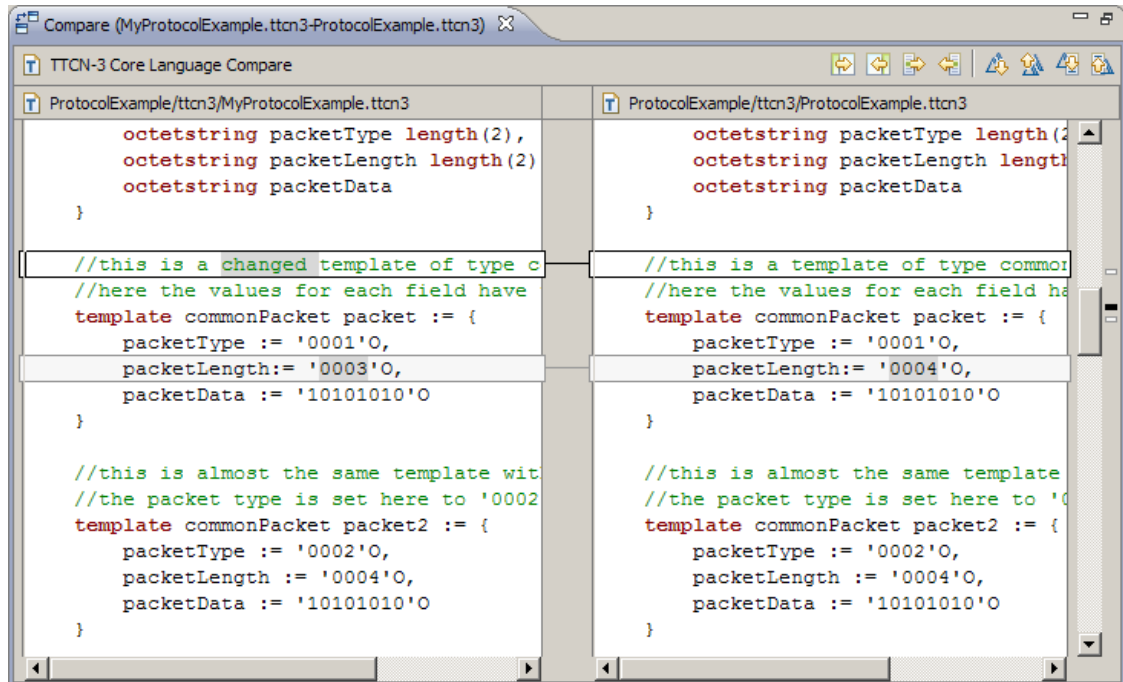 Compare (MyProtocolExample.ttcn3-ProtocolExample.ttcn3)
TTCN-3 Core Language Compare
ProtocolExample/ttcn3/MyProtocolExample.ttcn3
octetstring packetType length(2),
octetstring packetLength length(2)
octetstring packetData
}
//this is a changed template of type c
//here the values for each field have
template commonPacket packet := {
packetType := '0001'O,
packetLength:= '0003'O,
packetData := '10101010'O
}
//this is almost the same template wit
//the packet type is set here to '0002
template commonPacket packet2 := {
packetType := '0002'O,
packetLength := '0004'O,
packetData := '10101010'O
}
ProtocolExample/ttcn3/ProtocolExample.ttcn3
octetstring packetType length(2
octetstring packetLength lengt
octetstring packetData
}
//this is a template of type commo
//here the values for each field ha
template commonPacket packet := {
packetType := '0001'O,
packetLength:= '0004'O,
packetData := '10101010'O
}
//this is almost the same template
//the packet type is set here to '0
template commonPacket packet2 := {
packetType := '0002'O,
packetLength := '0004'O,
packetData := '10101010'O
}